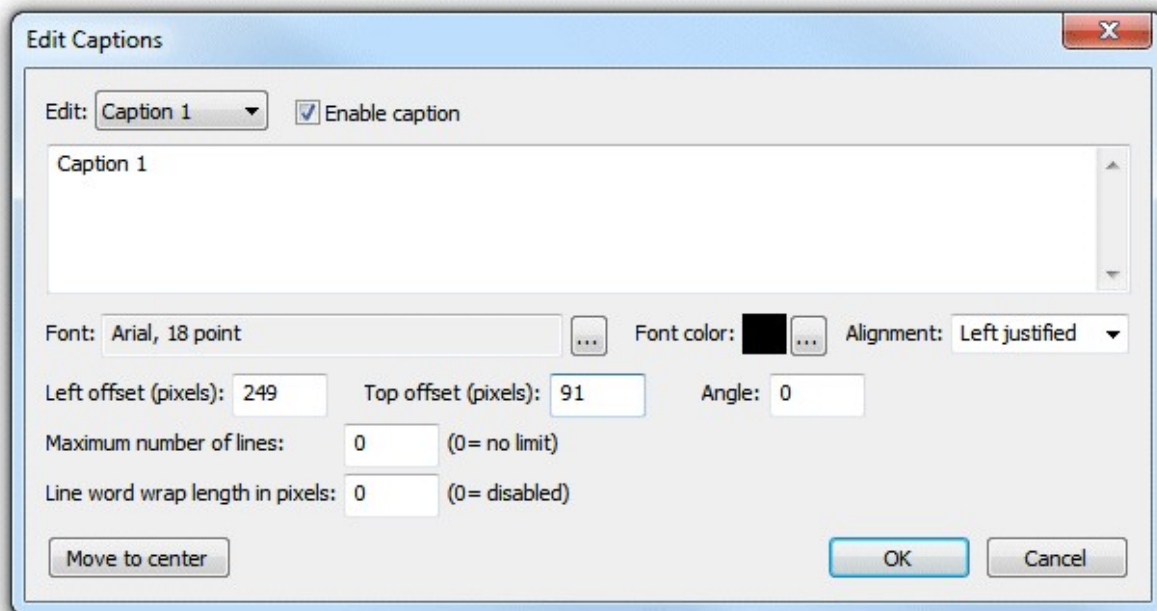 Edit Captions
Edit: Caption 1 Enable caption
Caption 1
Font: Arial, 18 point ... Font color: ... Alignment: Left justified
Left offset (pixels): 249 Top offset (pixels): 91 Angle: 0
Maximum number of lines: 0 (0= no limit)
Line word wrap length in pixels: 0 (0= disabled)
Move to center OK Cancel